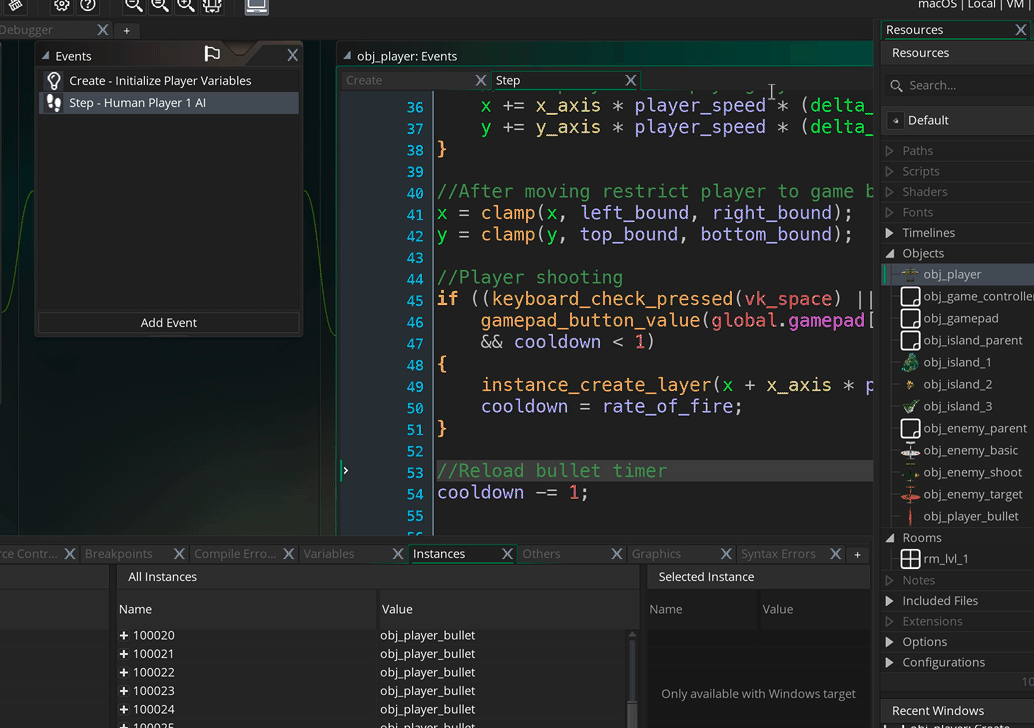 macOS | Local | VM |
Debugger
+
Events
Create - Initialize Player Variables
Step - Human Player 1 AI
Add Event
obj_player: Events
Create
Step
36 x += x_axis * player_speed * (delta_
37 y += y_axis * player_speed * (delta_
38 }
39
40 //After moving restrict player to game b
41 x = clamp(x, left_bound, right_bound);
42 y = clamp(y, top_bound, bottom_bound);
43
44 //Player shooting
45 if ((keyboard_check_pressed(vk_space) ||
46 gamepad_button_value(global.gamepad[
47 && cooldown < 1)
48 {
49 instance_create_layer(x + x_axis * p
50 cooldown = rate_of_fire;
51 }
52
53 //Reload bullet timer
54 cooldown -= 1;
55
Resources
Resources
Search...
Default
Paths
Scripts
Shaders
Fonts
Timelines
Objects
obj_player
obj_game_controlle
obj_gamepad
obj_island_parent
obj_island_1
obj_island_2
obj_island_3
obj_enemy_parent
obj_enemy_basic
obj_enemy_shoot
obj_enemy_target
obj_player_bullet
Rooms
rm_lvl_1
Notes
Included Files
Extensions
Options
Configurations
10
Recent Windows
obj_player: Create
rce Contr... Breakpoints Compile Erro... Variables Instances Others Graphics Syntax Errors +
All Instances
Name Value
+ 100020 obj_player_bullet
+ 100021 obj_player_bullet
+ 100022 obj_player_bullet
+ 100023 obj_player_bullet
+ 100024 obj_player_bullet
+ 100025 obj_player_bullet
Selected Instance
Name Value
Only available with Windows target